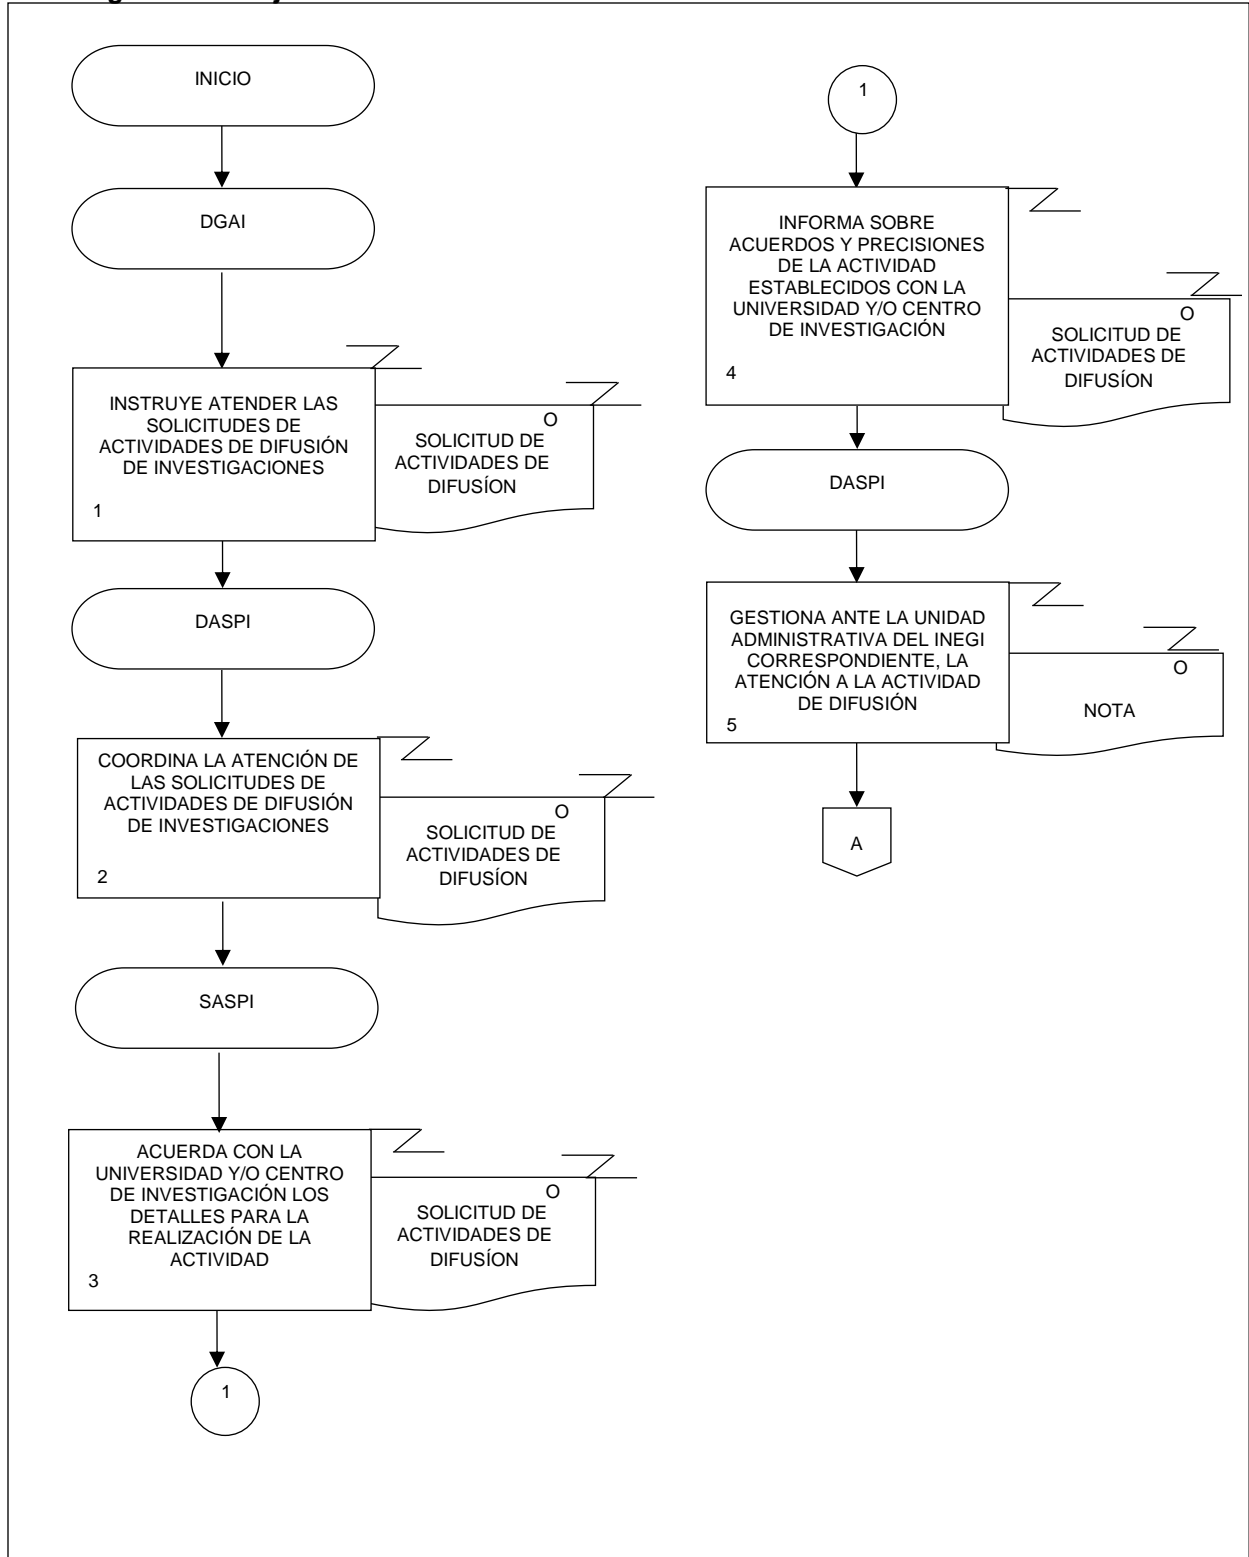 INICIO
DGAI
INSTRUYE ATENDER LAS
SOLICITUDES DE
ACTIVIDADES DE DIFUSIÓN
DE INVESTIGACIONES
1
O
SOLICITUD DE
ACTIVIDADES DE
DIFUSÍON
DASPI
COORDINA LA ATENCIÓN DE
LAS SOLICITUDES DE
ACTIVIDADES DE DIFUSIÓN
DE INVESTIGACIONES
2
O
SOLICITUD DE
ACTIVIDADES DE
DIFUSÍON
SASPI
ACUERDA CON LA
UNIVERSIDAD Y/O CENTRO
DE INVESTIGACIÓN LOS
DETALLES PARA LA
REALIZACIÓN DE LA
ACTIVIDAD
3
O
SOLICITUD DE
ACTIVIDADES DE
DIFUSÍON
1
1
INFORMA SOBRE
ACUERDOS Y PRECISIONES
DE LA ACTIVIDAD
ESTABLECIDOS CON LA
UNIVERSIDAD Y/O CENTRO
DE INVESTIGACIÓN
4
O
SOLICITUD DE
ACTIVIDADES DE
DIFUSÍON
DASPI
GESTIONA ANTE LA UNIDAD
ADMINISTRATIVA DEL INEGI
CORRESPONDIENTE, LA
ATENCIÓN A LA ACTIVIDAD
DE DIFUSIÓN
5
O
NOTA
A